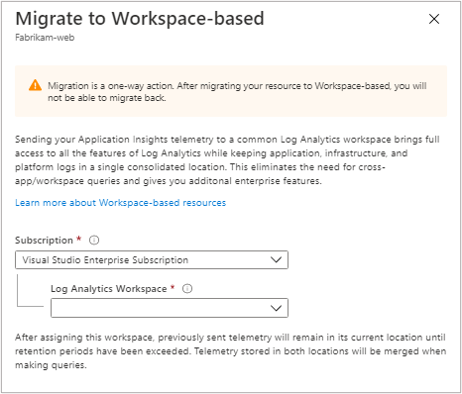 Migrate to Workspace-based
Fabrikam-web
Migration is a one-way action. After migrating your resource to Workspace-based, you will
not be able to migrate back.
Sending your Application Insights telemetry to a common Log Analytics workspace brings full
access to all the features of Log Analytics while keeping application, infrastructure, and
platform logs in a single consolidated location. This eliminates the need for cross-
app/workspace queries and gives you additonal enterprise features.
Learn more about Workspace-based resources
Subscription *
Visual Studio Enterprise Subscription
Log Analytics Workspace *
After assigning this workspace, previously sent telemetry will remain in its current location until
retention periods have been exceeded. Telemetry stored in both locations will be merged when
making queries.